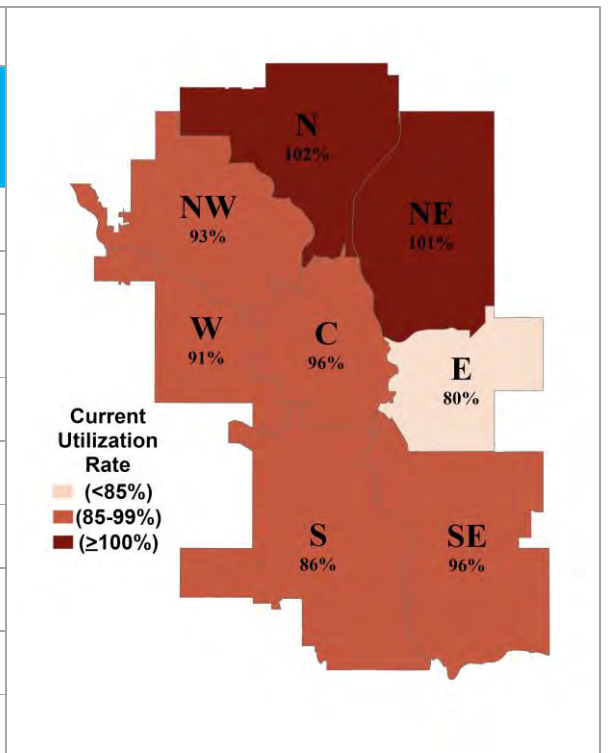 N
102%
NW
93%
NE
101%
W
91%
C
96%
E
80%
Current
Utilization
Rate
(<85%)
(85-99%)
(≥100%)
S
86%
SE
96%